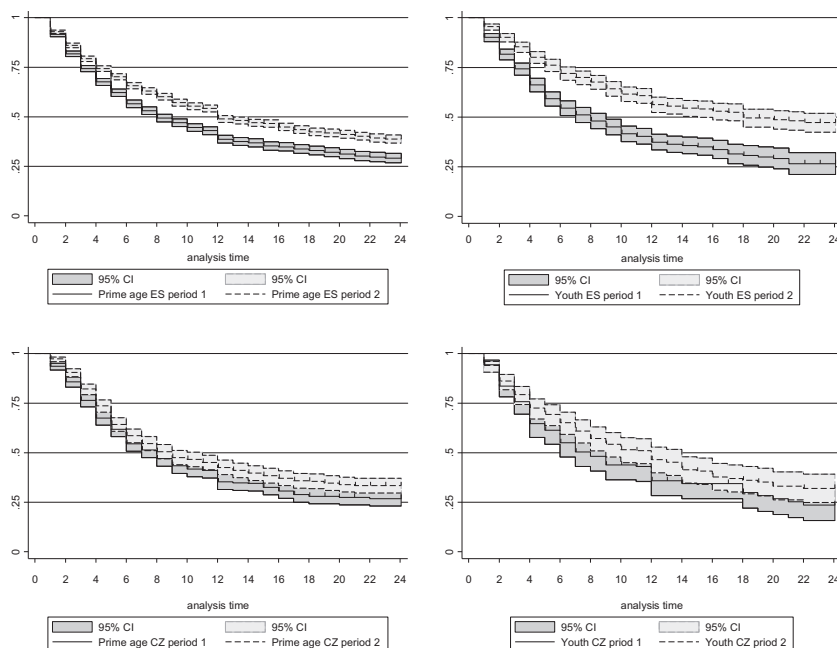 1
.75
.5
.25
0
0 2 4 6 8 10 12 14 16 18 20 22 24
analysis time
95% CI 95% CI
Prime age ES period 1 Prime age ES period 2
1
.75
.5
.25
0
0 2 4 6 8 10 12 14 16 18 20 22 24
analysis time
95% CI 95% CI
Youth ES period 1 Youth ES period 2
1
.75
.5
.25
0
0 2 4 6 8 10 12 14 16 18 20 22 24
analysis time
95% CI 95% CI
Prime age CZ period 1 Prime age CZ period 2
1
.75
.5
.25
0
0 2 4 6 8 10 12 14 16 18 20 22 24
analysis time
95% CI 95% CI
Youth CZ priod 1 Youth CZ priod 2